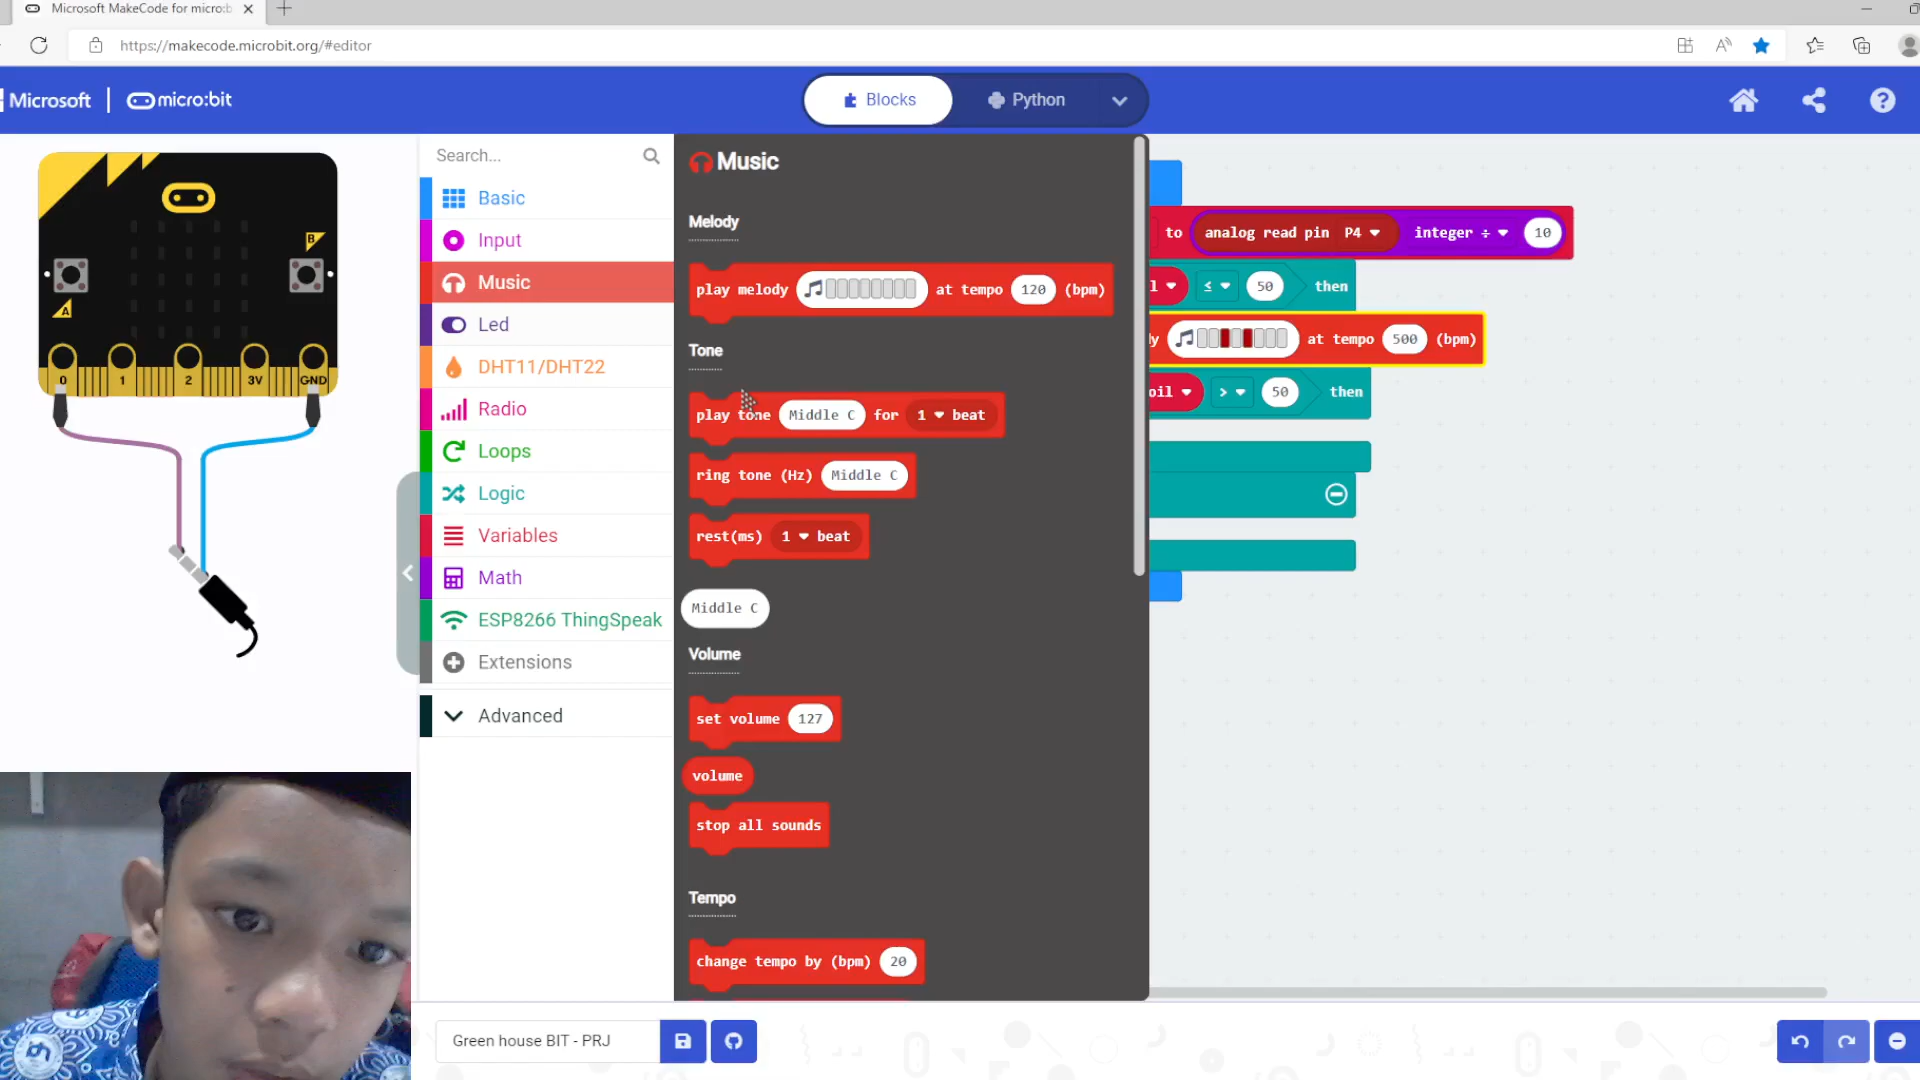 Microsoft MakeCode for micro:b
https://makecode.microbit.org/#editor
Microsoft | micro:bit
Blocks
Python
A
B
0 1 2 3V GND
Search...
Basic
Input
Music
Led
DHT11/DHT22
Radio
Loops
Logic
Variables
Math
ESP8266 ThingSpeak
Extensions
Advanced
Music
Melody
play melody at tempo 120 (bpm)
Tone
play tone Middle C for 1 beat
ring tone (Hz) Middle C
rest(ms) 1 beat
Middle C
Volume
set volume 127
volume
stop all sounds
Tempo
change tempo by (bpm) 20
to analog read pin P4 integer ÷ 10
l ≤ 50 then
y at tempo 500 (bpm)
oil > 50 then
Green house BIT - PRJ